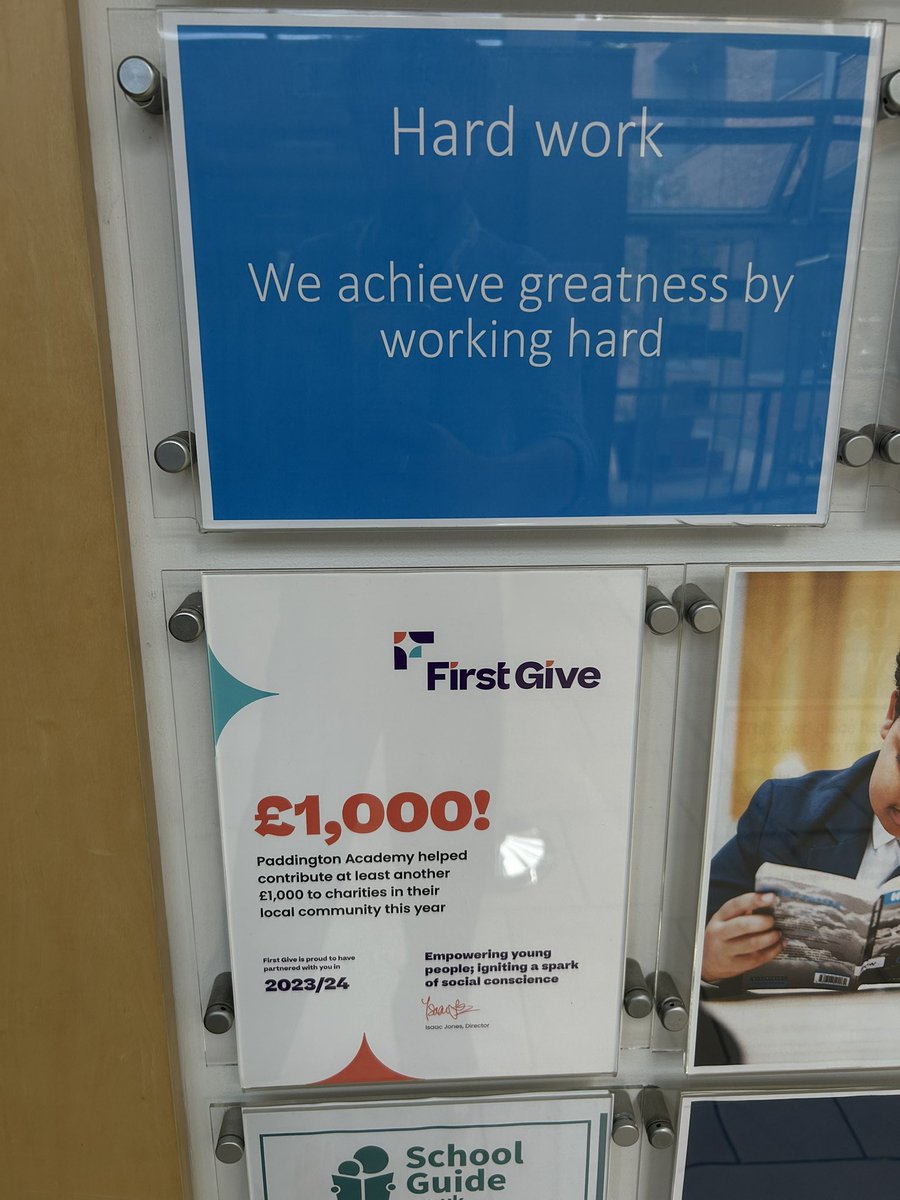 Hard work
We achieve greatness by
working hard
First Give
£1,000!
Paddington Academy helped
contribute at least another
£1,000 to charities in their
local community this year
First Give is proud to have
partnered with you in
2023/24
Empowering young
people; igniting a spark
of social conscience
Isaac Jones, Director
School
Guide